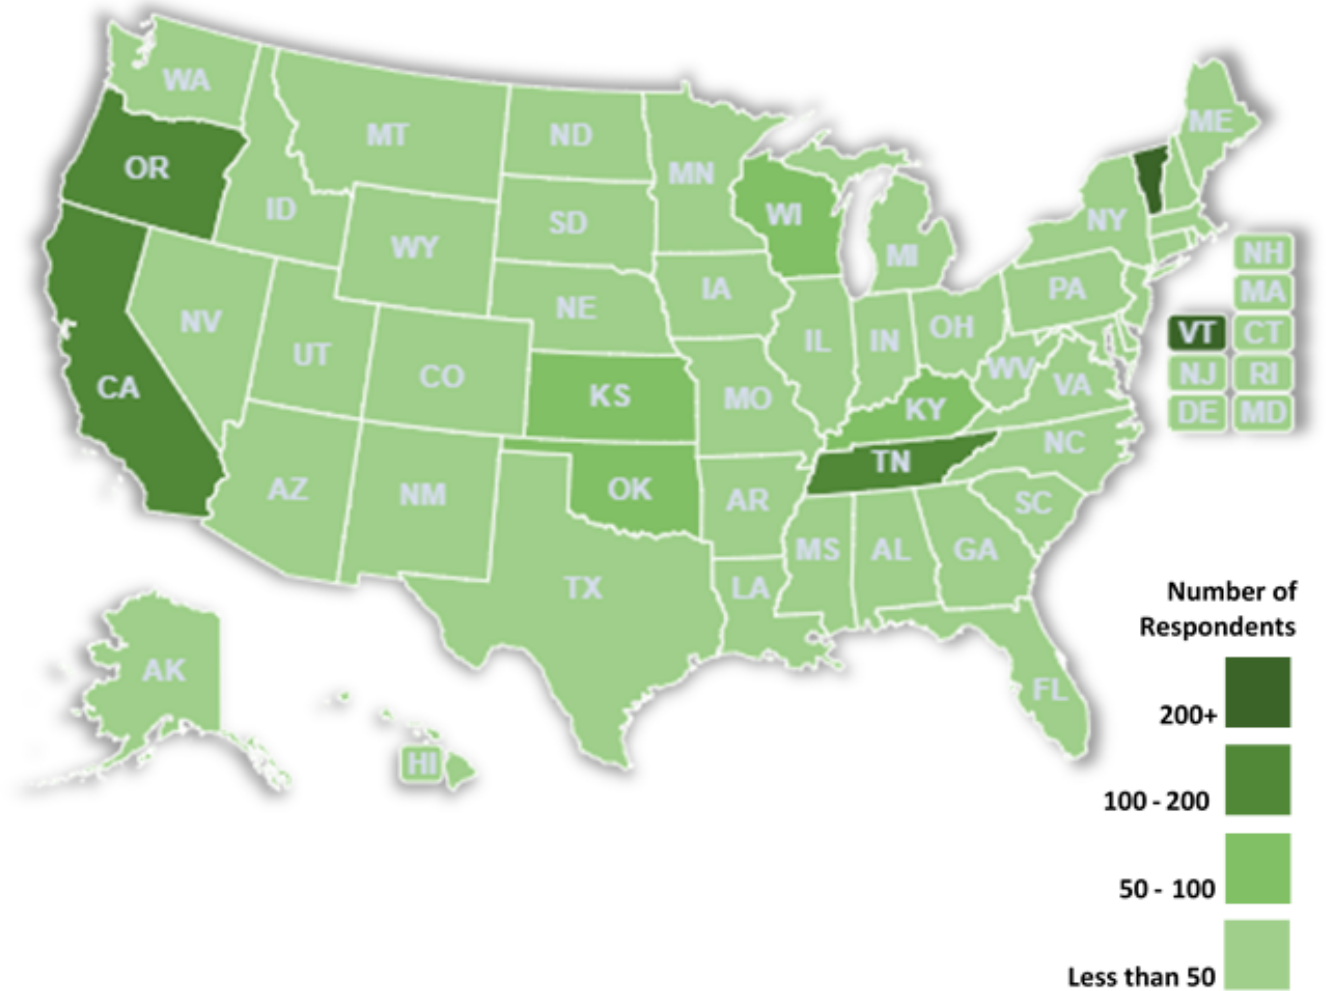 WA
MT
ND
MN
ME
OR
ID
SD
WI
NY
WY
MI
NH
IA
PA
MA
NE
NV
IL
IN
OH
VT
CT
UT
CO
WV
NJ
RI
CA
KS
MO
KY
VA
DE
MD
NC
TN
AZ
NM
OK
AR
SC
MS
AL
GA
TX
LA
AK
FL
HI
Number of
Respondents
200+
100 - 200
50 - 100
Less than 50